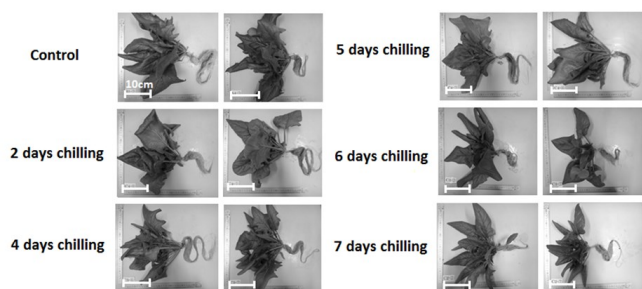 Control
10cm
2 days chilling
4 days chilling
5 days chilling
6 days chilling
7 days chilling